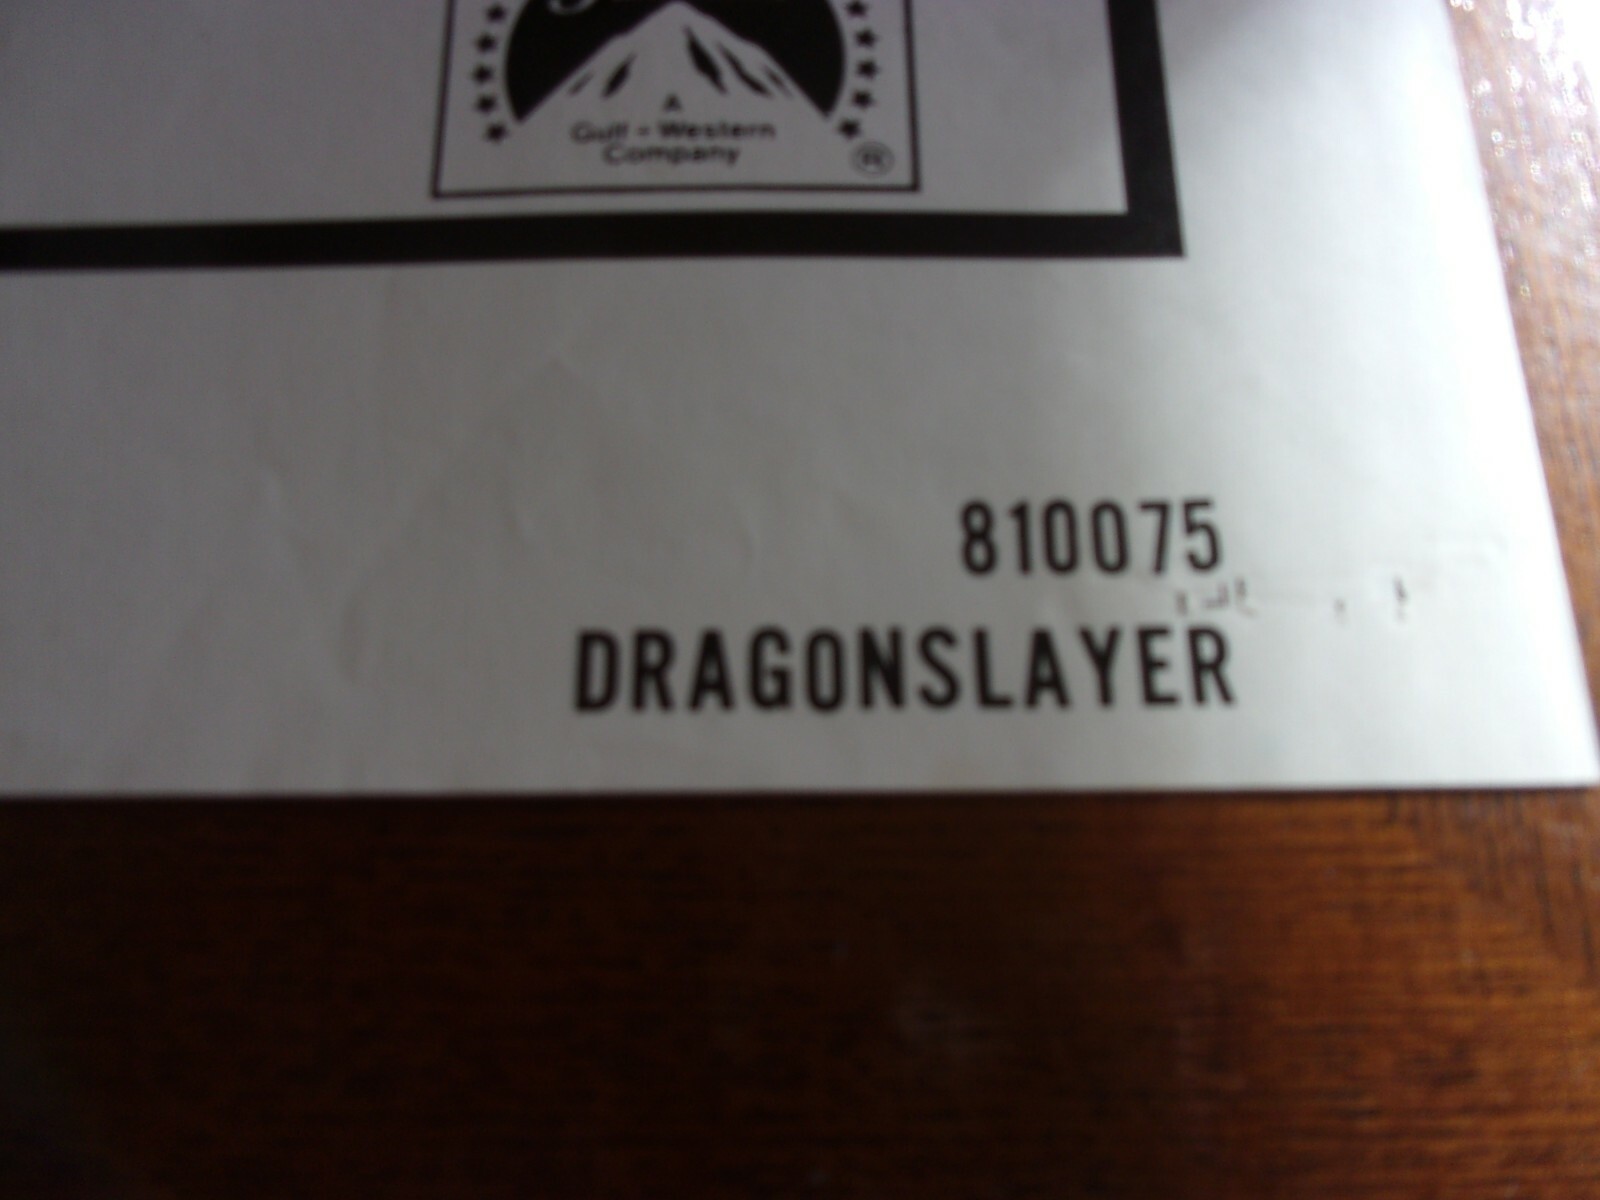 A
Gulf + Western
Company
®
810075
DRAGONSLAYER